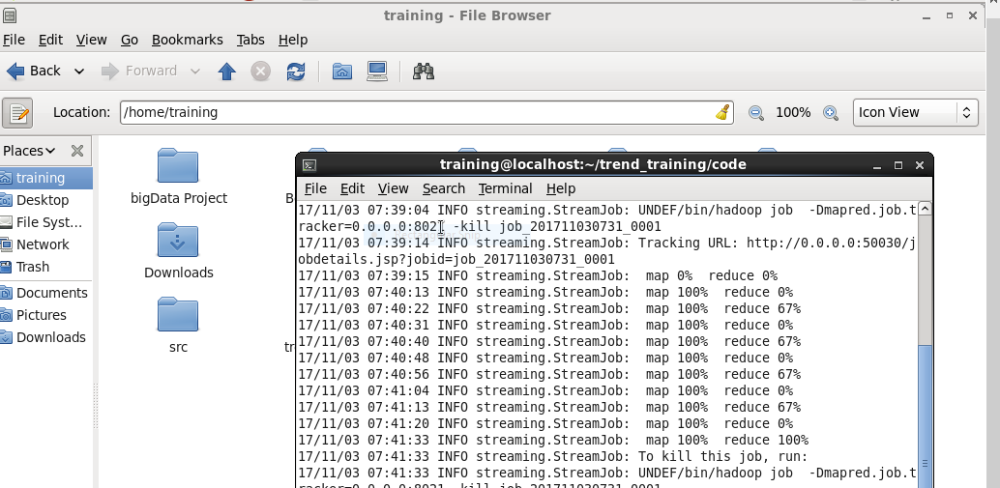 training - File Browser
File Edit View Go Bookmarks Tabs Help
Back Forward
Location: /home/training 100% Icon View
Places
training
Desktop
File Syst...
Network
Trash
Documents
Pictures
Downloads
bigData Project
Downloads
src
training@localhost:~/trend_training/code
File Edit View Search Terminal Help
17/11/03 07:39:04 INFO streaming.StreamJob: UNDEF/bin/hadoop job -Dmapred.job.t
racker=0.0.0.0:8021 -kill job_201711030731_0001
17/11/03 07:39:14 INFO streaming.StreamJob: Tracking URL: http://0.0.0.0:50030/j
obdetails.jsp?jobid=job_201711030731_0001
17/11/03 07:39:15 INFO streaming.StreamJob: map 0% reduce 0%
17/11/03 07:40:13 INFO streaming.StreamJob: map 100% reduce 0%
17/11/03 07:40:22 INFO streaming.StreamJob: map 100% reduce 67%
17/11/03 07:40:31 INFO streaming.StreamJob: map 100% reduce 0%
17/11/03 07:40:40 INFO streaming.StreamJob: map 100% reduce 67%
17/11/03 07:40:48 INFO streaming.StreamJob: map 100% reduce 0%
17/11/03 07:40:56 INFO streaming.StreamJob: map 100% reduce 67%
17/11/03 07:41:04 INFO streaming.StreamJob: map 100% reduce 0%
17/11/03 07:41:13 INFO streaming.StreamJob: map 100% reduce 67%
17/11/03 07:41:20 INFO streaming.StreamJob: map 100% reduce 0%
17/11/03 07:41:33 INFO streaming.StreamJob: map 100% reduce 100%
17/11/03 07:41:33 INFO streaming.StreamJob: To kill this job, run:
17/11/03 07:41:33 INFO streaming.StreamJob: UNDEF/bin/hadoop job -Dmapred.job.t
racker=0.0.0.0:8021 -kill job_201711030731_0001